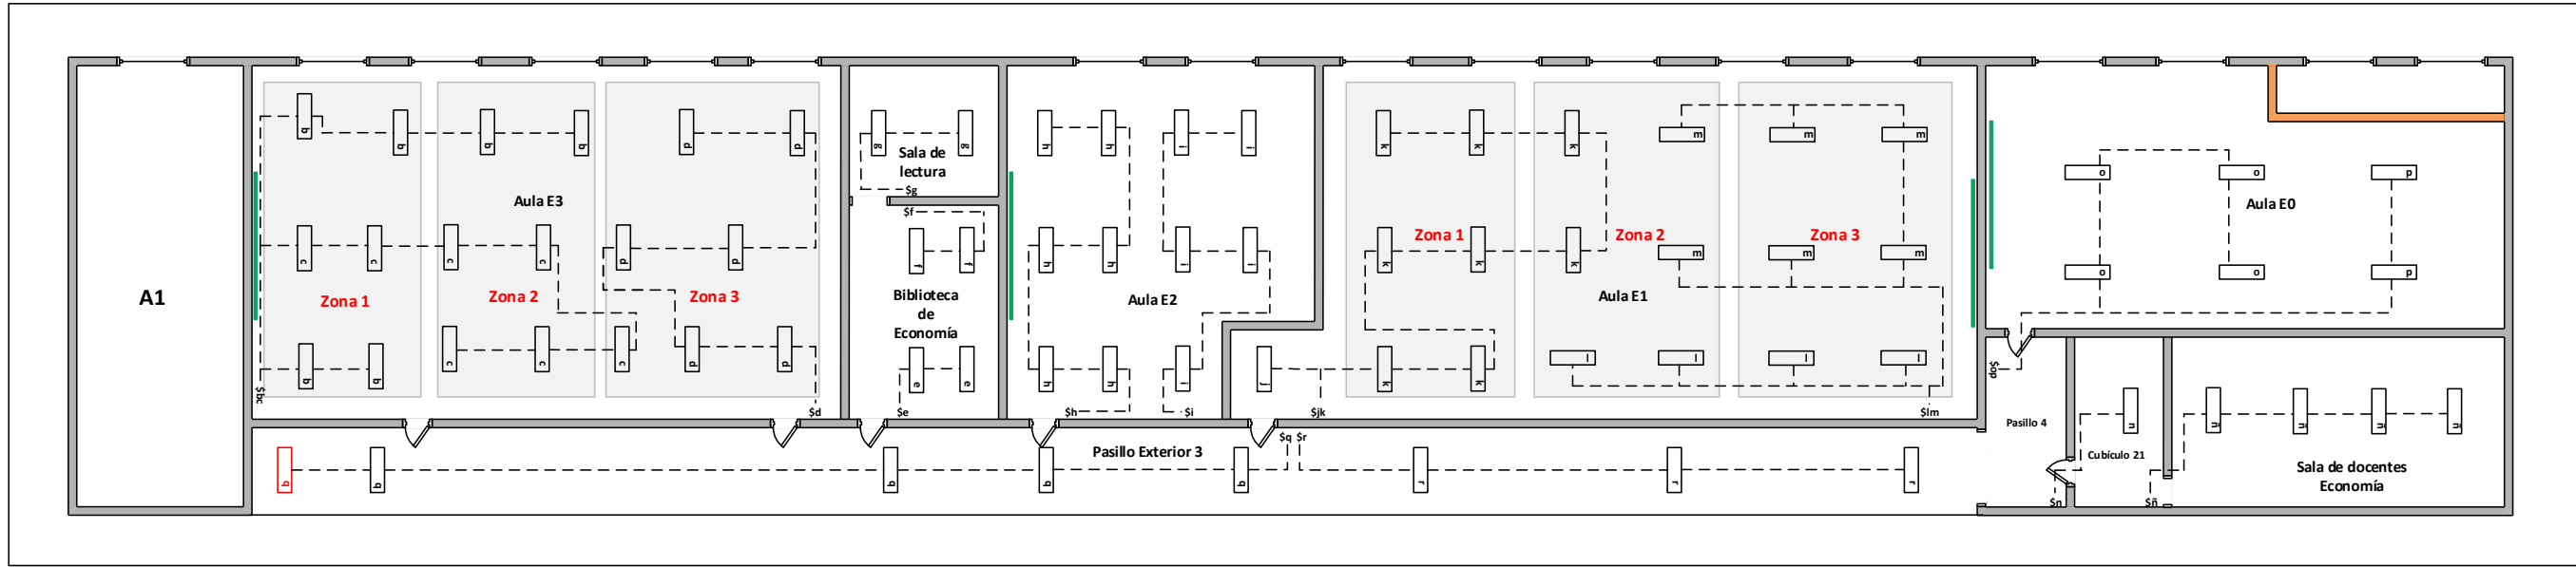 b
b
b
b
d
d
g
g
h
h
i
i
k
k
k
m
m
m
Sala de
lectura
o
o
p
$g
Aula E3
$f
Aula E0
Zona 1
Zona 2
Zona 3
c
c
c
c
d
d
f
f
h
h
i
i
k
k
k
m
m
m
o
o
p
A1
Zona 1
Zona 2
Zona 3
Biblioteca
de
Economía
Aula E2
Aula E1
b
b
c
c
c
d
d
e
e
h
h
i
j
k
k
l
l
l
l
$bc
$d
$e
$h
$i
$jk
$lm
$op
n
ñ
ñ
ñ
ñ
Pasillo 4
$q
$r
Pasillo Exterior 3
Cubículo 21
q
q
q
q
q
r
r
r
Sala de docentes
Economía
$n
$ñ